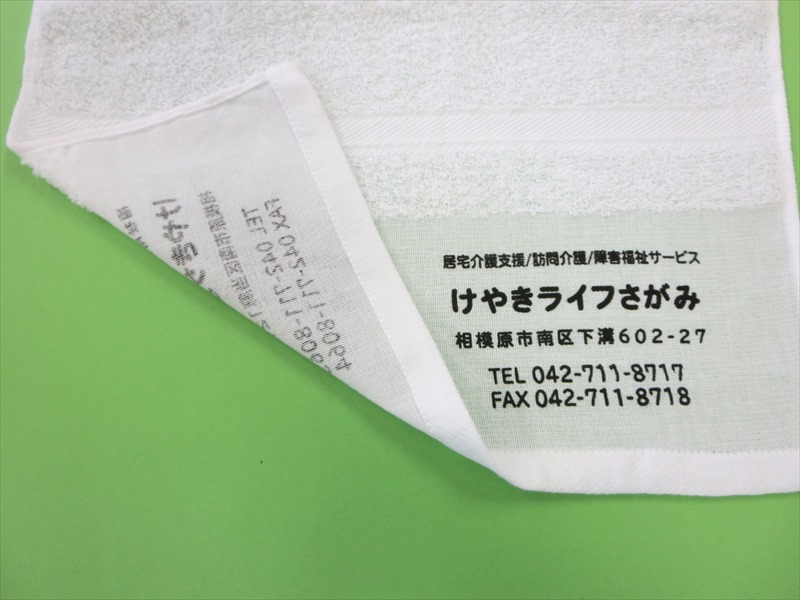 居宅介護支援/訪問介護/障害福祉サービス
けやきライフさがみ
相模原市南区下溝602-27
TEL 042-711-8717
FAX 042-711-8718